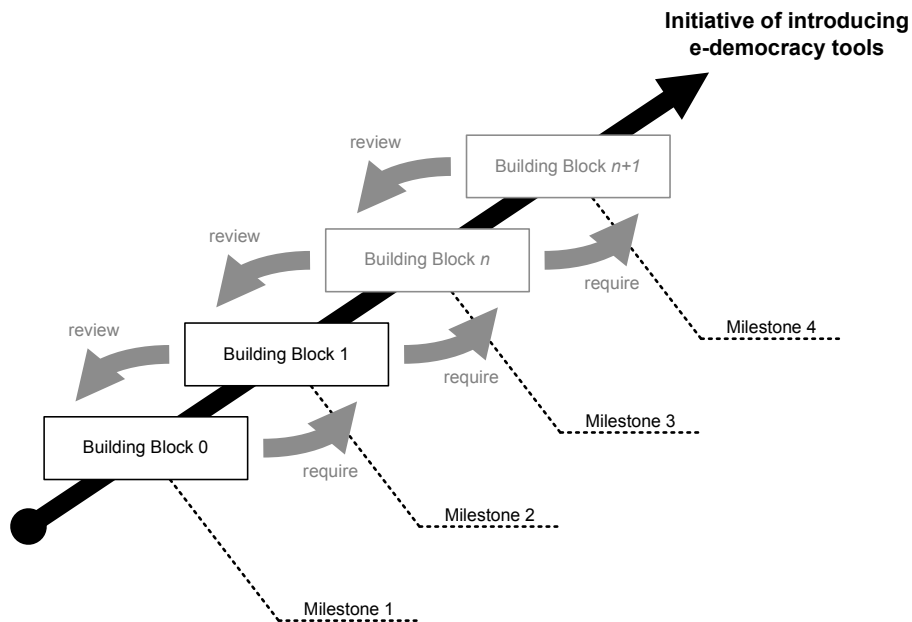 Initiative of introducing
e-democracy tools
review
Building Block n+1
review
Building Block n
require
review
Building Block 1
require
Milestone 4
Building Block 0
require
Milestone 3
Milestone 2
Milestone 1